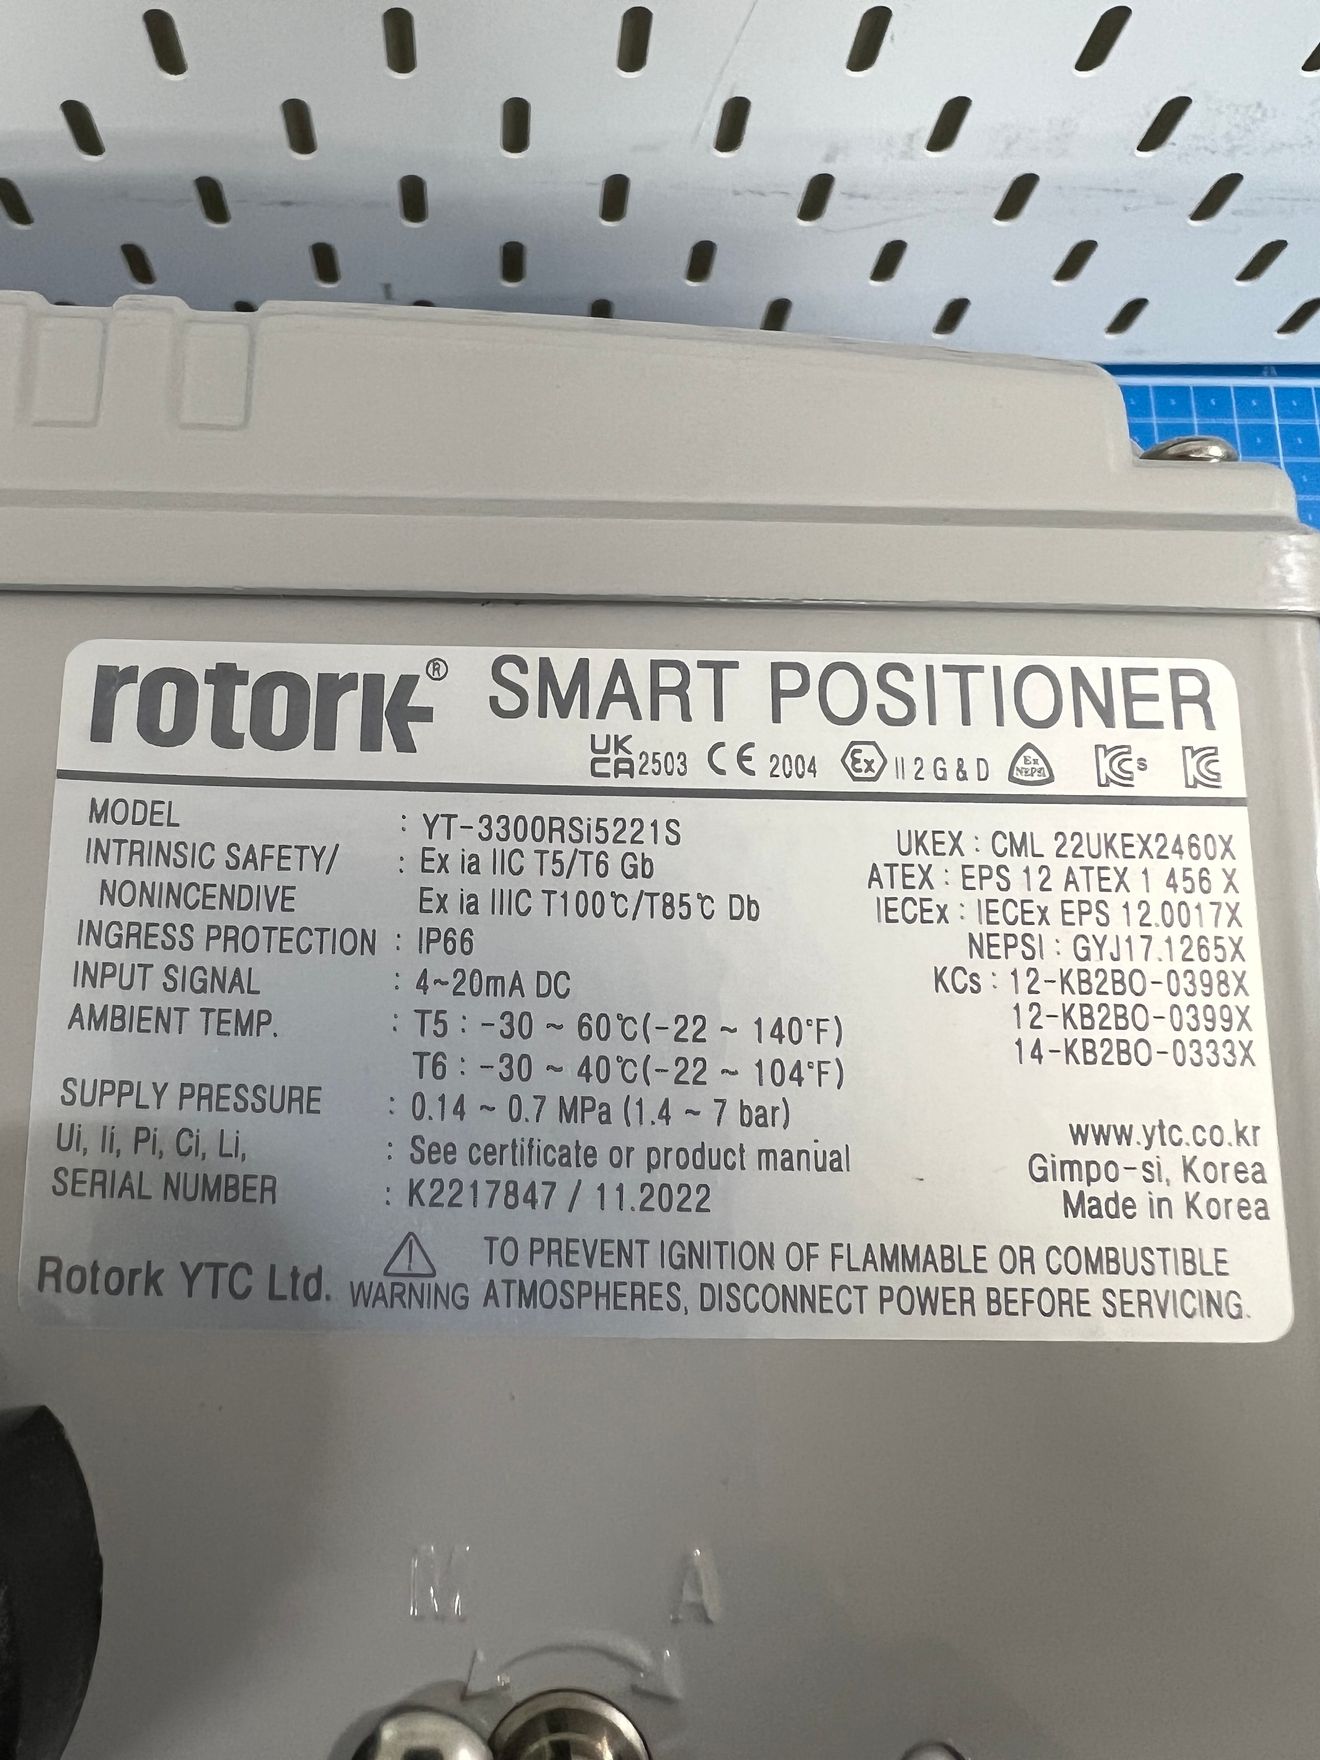 rotork® SMART POSITIONER
UK CA 2503 CE 2004 Ex II 2 G & D Ex NEPSI KCs KC
MODEL : YT-3300RSi5221S
INTRINSIC SAFETY/ : Ex ia IIC T5/T6 Gb
NONINCENDIVE Ex ia IIIC T100℃/T85℃ Db
INGRESS PROTECTION : IP66
INPUT SIGNAL : 4~20mA DC
AMBIENT TEMP. : T5 : -30 ~ 60℃(-22 ~ 140°F)
T6 : -30 ~ 40℃(-22 ~ 104°F)
SUPPLY PRESSURE : 0.14 ~ 0.7 MPa (1.4 ~ 7 bar)
Ui, Ii, Pi, Ci, Li, : See certificate or product manual
SERIAL NUMBER : K2217847 / 11.2022
UKEX : CML 22UKEX2460X
ATEX : EPS 12 ATEX 1 456 X
IECEx : IECEx EPS 12.0017X
NEPSI : GYJ17.1265X
KCs : 12-KB2BO-0398X
12-KB2BO-0399X
14-KB2BO-0333X
www.ytc.co.kr
Gimpo-si, Korea
Made in Korea
Rotork YTC Ltd.
WARNING
TO PREVENT IGNITION OF FLAMMABLE OR COMBUSTIBLE
ATMOSPHERES, DISCONNECT POWER BEFORE SERVICING.
M A